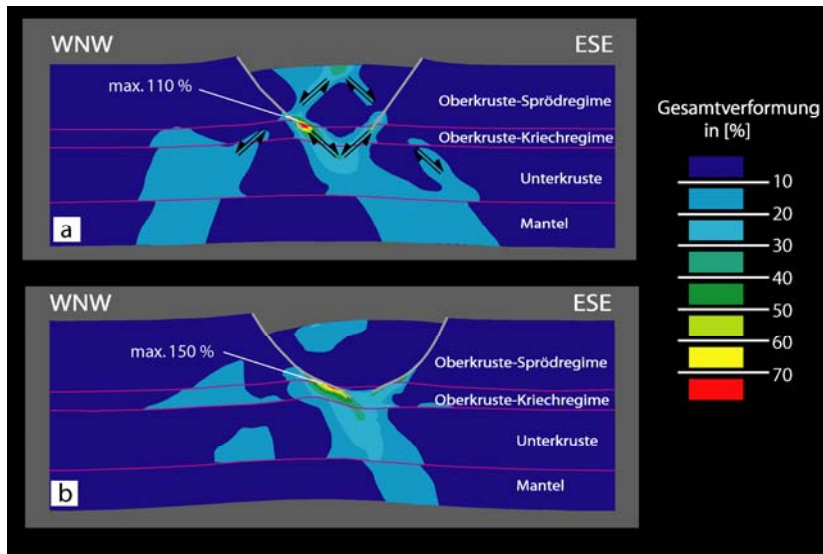 WNW
ESE
max. 110 %
Oberkruste-Sprödregime
Oberkruste-Kriechregime
Unterkruste
Mantel
a
WNW
ESE
max. 150 %
Oberkruste-Sprödregime
Oberkruste-Kriechregime
Unterkruste
Mantel
b
Gesamtverformung
in [%]
10
20
30
40
50
60
70